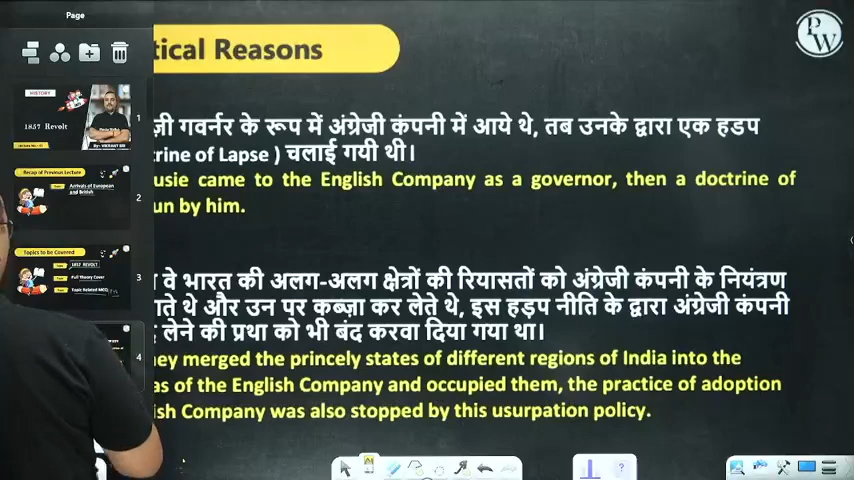 Page
tical Reasons
PW
HISTORY
1857 Revolt
1
ज़ी गवर्नर के रूप में अंग्रेजी कंपनी में आये थे, तब उनके द्वारा एक हडप
trine of Lapse ) चलाई गयी थी।
Recap of Previous Lecture
Arrivals of European
and British
2
usie came to the English Company as a governor, then a doctrine of
un by him.
Topics to be Covered
1857 REVOLT
Full Theory Cover
Topic Related MCQ
3
वे भारत की अलग-अलग क्षेत्रों की रियासतों को अंग्रेजी कंपनी के नियंत्रण
ाते थे और उन पर कब्ज़ा कर लेते थे, इस हड़प नीति के द्वारा अंग्रेजी कंपनी
लेने की प्रथा को भी बंद करवा दिया गया था।
4
ey merged the princely states of different regions of India into the
as of the English Company and occupied them, the practice of adoption
ish Company was also stopped by this usurpation policy.